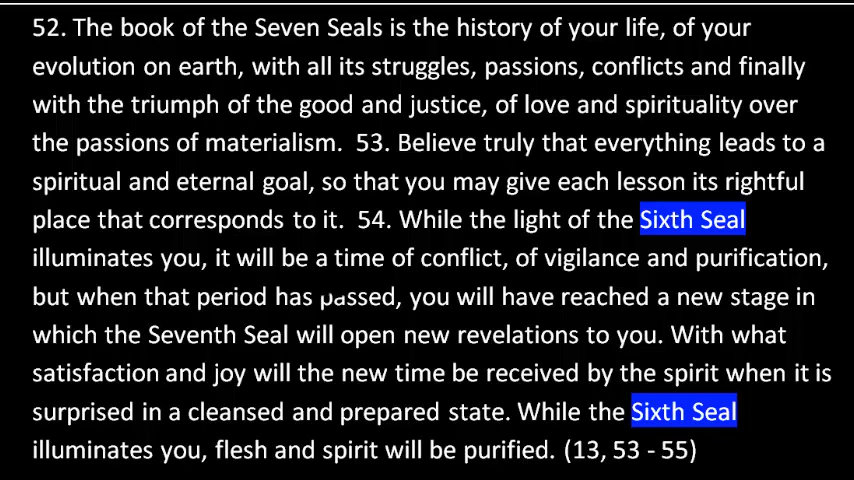 52. The book of the Seven Seals is the history of your life, of your
evolution on earth, with all its struggles, passions, conflicts and finally
with the triumph of the good and justice, of love and spirituality over
the passions of materialism.  53. Believe truly that everything leads to a
spiritual and eternal goal, so that you may give each lesson its rightful
place that corresponds to it.  54. While the light of the Sixth Seal
illuminates you, it will be a time of conflict, of vigilance and purification,
but when that period has passed, you will have reached a new stage in
which the Seventh Seal will open new revelations to you. With what
satisfaction and joy will the new time be received by the spirit when it is
surprised in a cleansed and prepared state. While the Sixth Seal
illuminates you, flesh and spirit will be purified. (13, 53 - 55)